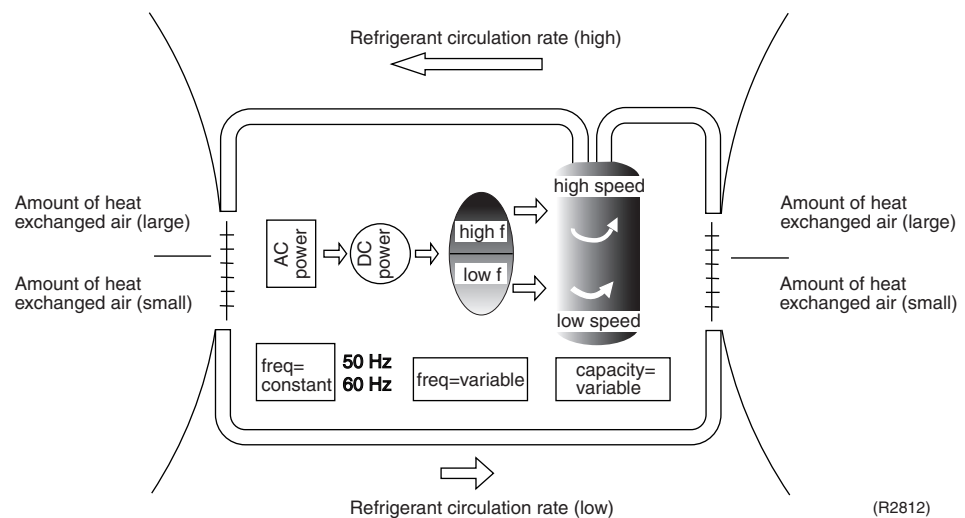 Refrigerant circulation rate (high)
high speed
Amount of heat
exchanged air (large)
Amount of heat
exchanged air (small)
AC
power
DC
power
high f
low f
low speed
Amount of heat
exchanged air (large)
Amount of heat
exchanged air (small)
freq=
constant
50 Hz
60 Hz
freq=variable
capacity=
variable
Refrigerant circulation rate (low)
(R2812)